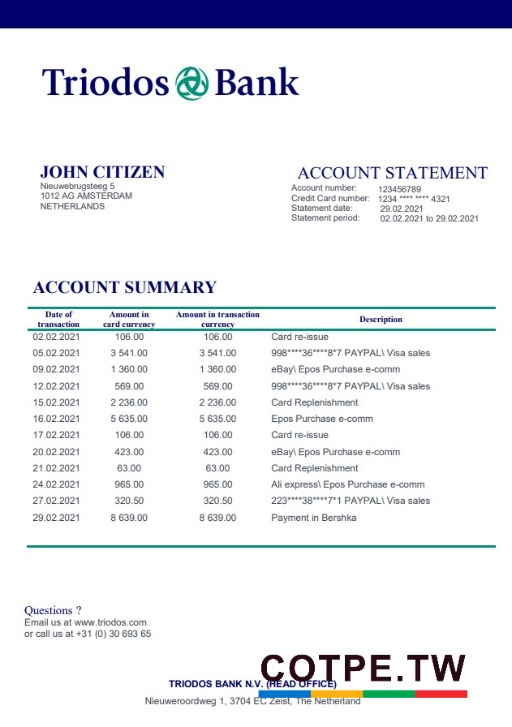 Triodos Bank
JOHN CITIZEN
Nieuwebrugsteeg 5
1012 AG AMSTERDAM
NETHERLANDS
ACCOUNT STATEMENT
Account number: 123456789
Credit Card number: 1234 **** **** 4321
Statement date: 29.02.2021
Statement period: 02.02.2021 to 29.02.2021
ACCOUNT SUMMARY
Date of transaction Amount in card currency Amount in transaction currency Description
02.02.2021 106.00 106.00 Card re-issue
05.02.2021 3 541.00 3 541.00 998****36****8*7 PAYPAL\ Visa sales
09.02.2021 1 360.00 1 360.00 eBay\ Epos Purchase e-comm
12.02.2021 569.00 569.00 998****36****8*7 PAYPAL\ Visa sales
15.02.2021 2 236.00 2 236.00 Card Replenishment
16.02.2021 5 635.00 5 635.00 Epos Purchase e-comm
17.02.2021 106.00 106.00 Card re-issue
20.02.2021 423.00 423.00 eBay\ Epos Purchase e-comm
21.02.2021 63.00 63.00 Card Replenishment
24.02.2021 965.00 965.00 Ali express\ Epos Purchase e-comm
27.02.2021 320.50 320.50 223****38****7*1 PAYPAL\ Visa sales
29.02.2021 8 639.00 8 639.00 Payment in Bershka
Questions ?
Email us at www.triodos.com
or call us at +31 (0) 30 693 65
COTPE.TW
TRIODOS BANK N.V. (HEAD OFFICE)
Nieuweroordweg 1, 3704 EC Zeist, The Netherland